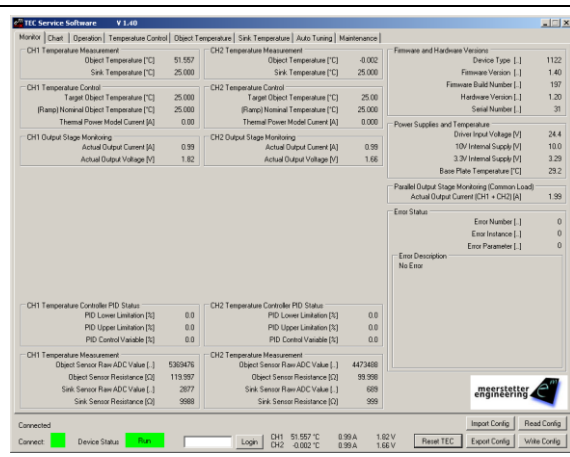 TEC Service Software V 1.40
Monitor Chart Operation Temperature Control Object Temperature Sink Temperature Auto Tuning Maintenance
CH1 Temperature Measurement
Object Temperature [°C] 51.557
Sink Temperature [°C] 25.000
CH1 Temperature Control
Target Object Temperature [°C] 25.000
(Ramp) Nominal Object Temperature [°C] 25.000
Thermal Power Model Current [A] 0.00
CH1 Output Stage Monitoring
Actual Output Current [A] 0.99
Actual Output Voltage [V] 1.82
CH1 Temperature Controller PID Status
PID Lower Limitation [%] 0.0
PID Upper Limitation [%] 0.0
PID Control Variable [%] 0.0
CH1 Temperature Measurement
Object Sensor Raw ADC Value [..] 5369476
Object Sensor Resistance [Ω] 119.997
Sink Sensor Raw ADC Value [..] 2877
Sink Sensor Resistance [Ω] 9988
CH2 Temperature Measurement
Object Temperature [°C] -0.002
Sink Temperature [°C] 25.000
CH2 Temperature Control
Target Object Temperature [°C] 25.00
(Ramp) Nominal Temperature [°C] 25.000
Thermal Power Model Current [A] 0.000
CH2 Output Stage Monitoring
Actual Output Current [A] 0.99
Actual Output Voltage [V] 1.66
CH2 Temperature Controller PID Status
PID Lower Limitation [%] 0.0
PID Upper Limitation [%] 0.0
PID Control Variable [%] 0.0
CH2 Temperature Measurement
Object Sensor Raw ADC Value [..] 4473488
Object Sensor Resistance [Ω] 99.998
Sink Sensor Raw ADC Value [..] 689
Sink Sensor Resistance [Ω] 999
Firmware and Hardware Versions
Device Type [..] 1122
Firmware Version [..] 1.40
Firmware Build Number [..] 197
Hardware Version [..] 1.20
Serial Number [..] 31
Power Supplies and Temperature
Driver Input Voltage [V] 24.4
10V Internal Supply [V] 10.0
3.3V Internal Supply [V] 3.29
Base Plate Temperature [°C] 29.2
Parallel Output Stage Monitoring (Common Load)
Actual Output Current (CH1 + CH2) [A] 1.99
Error Status
Error Number [..] 0
Error Instance [..] 0
Error Parameter [..] 0
Error Description
No Error
meerstetter
engineering
Connected
Connect Device Status Run Login
CH1 51.557 °C 0.99 A 1.82 V
CH2 -0.002 °C 0.99 A 1.66 V
Reset TEC
Import Config Read Config
Export Config Write Config